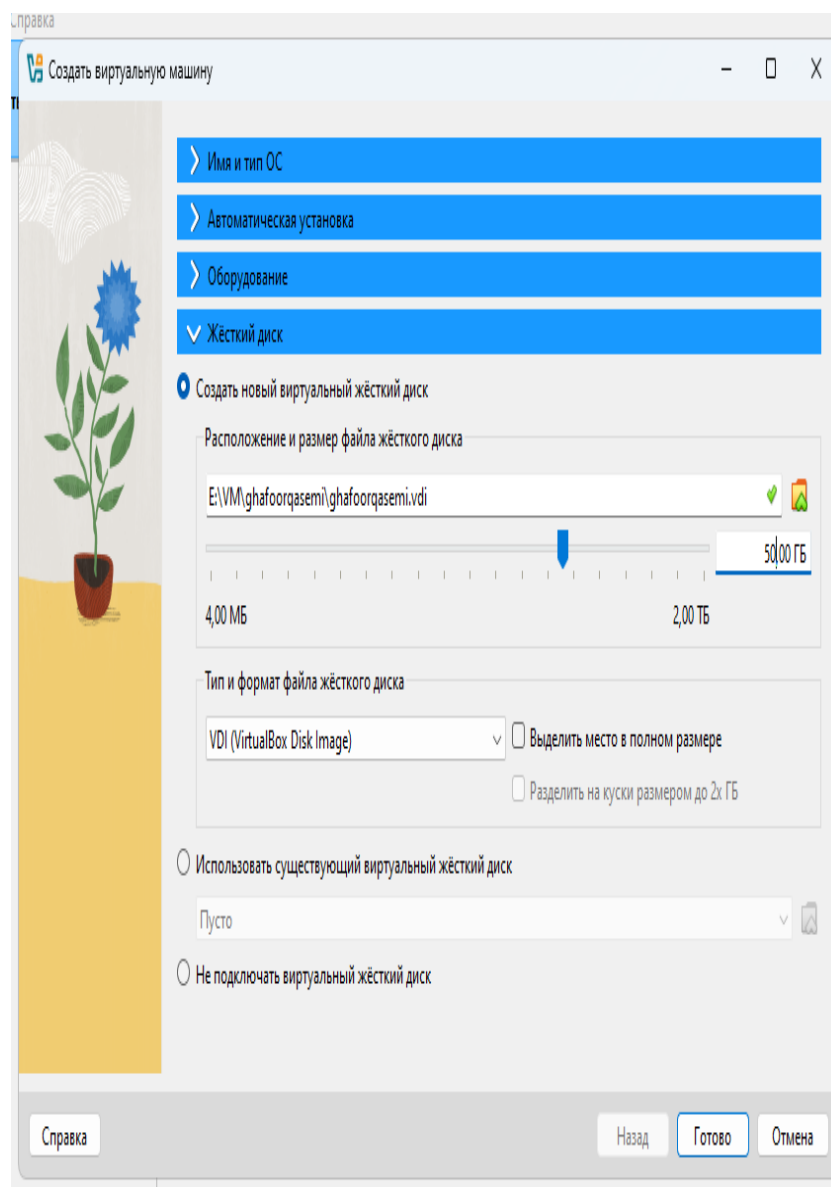 Справка
Создать виртуальную машину
Имя и тип ОС
Автоматическая установка
Оборудование
Жёсткий диск
Создать новый виртуальный жёсткий диск
Расположение и размер файла жёсткого диска
E:\VM\ghafoorqasemi\ghafoorqasemi.vdi
50,00 ГБ
4,00 МБ 2,00 ТБ
Тип и формат файла жёсткого диска
VDI (VirtualBox Disk Image) Выделить место в полном размере
Разделить на куски размером до 2х ГБ
Использовать существующий виртуальный жёсткий диск
Пусто
Не подключать виртуальный жёсткий диск
Справка Назад Готово Отмена